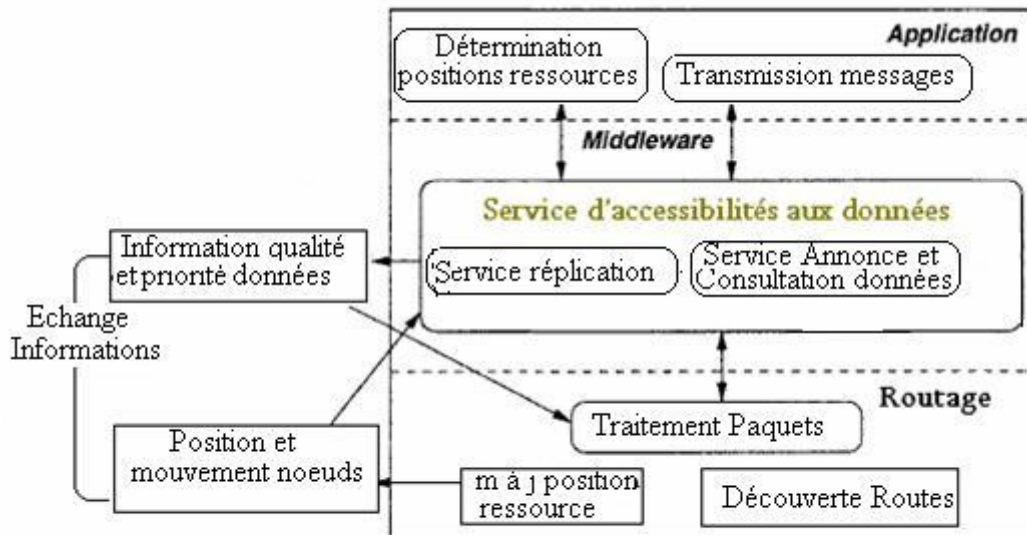 Application
Détermination
positions ressources
Transmission messages
Middleware
Service d'accessibilités aux données
Information qualité
et priorité données
Service réplication
Service Annonce et
Consultation données
Echange
Informations
Routage
Traitement Paquets
Position et
mouvement noeuds
m à j position
ressource
Découverte Routes